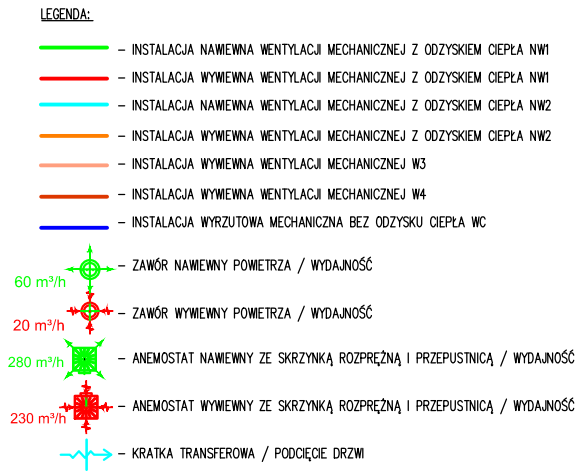 LEGENDA:
– INSTALACJA NAWIEWNA WENTYLACJI MECHANICZNEJ Z ODZYSKIEM CIEPŁA NW1
– INSTALACJA WYWIEWNA WENTYLACJI MECHANICZNEJ Z ODZYSKIEM CIEPŁA NW1
– INSTALACJA NAWIEWNA WENTYLACJI MECHANICZNEJ Z ODZYSKIEM CIEPŁA NW2
– INSTALACJA WYWIEWNA WENTYLACJI MECHANICZNEJ Z ODZYSKIEM CIEPŁA NW2
– INSTALACJA WYWIEWNA WENTYLACJI MECHANICZNEJ W3
– INSTALACJA WYWIEWNA WENTYLACJI MECHANICZNEJ W4
– INSTALACJA WYRZUTOWA MECHANICZNA BEZ ODZYSKU CIEPŁA WC
60 m³/h – ZAWÓR NAWIEWNY POWIETRZA / WYDAJNOŚĆ
20 m³/h – ZAWÓR WYWIEWNY POWIETRZA / WYDAJNOŚĆ
280 m³/h – ANEMOSTAT NAWIEWNY ZE SKRZYNKĄ ROZPRĘŻNĄ I PRZEPUSTNICĄ / WYDAJNOŚĆ
230 m³/h – ANEMOSTAT WYWIEWNY ZE SKRZYNKĄ ROZPRĘŻNĄ I PRZEPUSTNICĄ / WYDAJNOŚĆ
– KRATKA TRANSFEROWA / PODCIĘCIE DRZWI